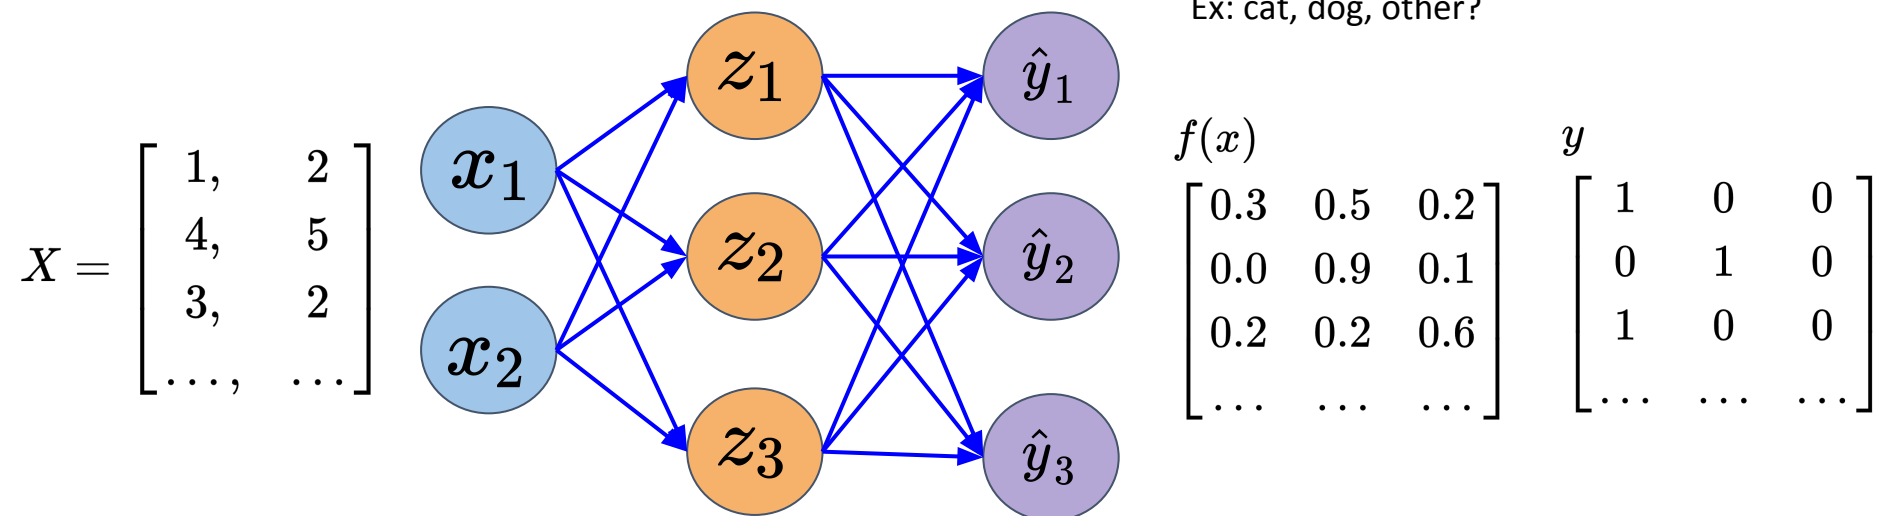 Ex: cat, dog, other?
X =
1, 2
4, 5
3, 2
..., ...
x₁
x₂
z₁
z₂
z₃
ŷ₁
ŷ₂
ŷ₃
f(x)
0.3 0.5 0.2
0.0 0.9 0.1
0.2 0.2 0.6
... ... ...
y
1 0 0
0 1 0
1 0 0
... ... ...